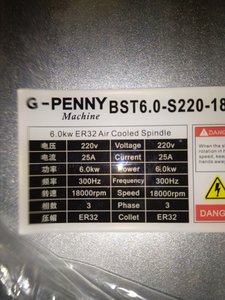 G-PENNY
Machine
BST6.0-S220-18
6.0kw ER32 Air Cooled Spindle
电压 220v Voltage 220v
电流 25A Current 25A
功率 6.0kw Power 6.0kw
频率 300Hz Frequency 300Hz
转速 18000rpm Speed 18000rpm
相数 3 Phase 3
压帽 ER32 Collet ER32
DANGE
DANG